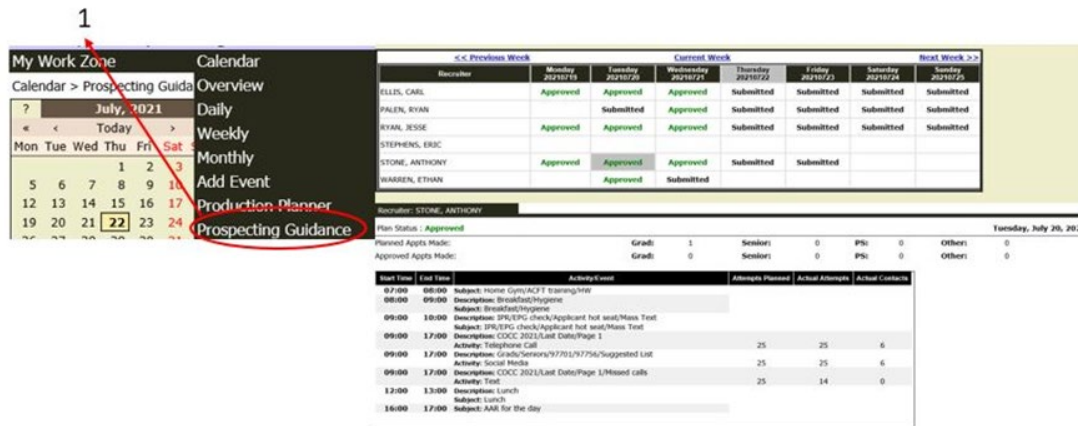 1
My Work Zone
Calendar > Prospecting Guida
? July, 2021
« ‹ Today ›
Mon Tue Wed Thu Fri Sat
1 2 3
5 6 7 8 9 10
12 13 14 15 16 17
19 20 21 22 23 24
Calendar
Overview
Daily
Weekly
Monthly
Add Event
Production Planner
Prospecting Guidance
<< Previous Week Current Week Next Week >>
Recruiter Monday 20210719 Tuesday 20210720 Wednesday 20210721 Thursday 20210722 Friday 20210723 Saturday 20210724 Sunday 20210725
ELLIS, CARL Approved Approved Approved Submitted Submitted Submitted Submitted
PALEN, RYAN Submitted Approved Submitted Submitted Submitted Submitted
RYAN, JESSE Approved Approved Approved Submitted Submitted Submitted Submitted
STEPHENS, ERIC
STONE, ANTHONY Approved Approved Approved Submitted Submitted
WARREN, ETHAN Approved Submitted
Recruiter: STONE, ANTHONY
Plan Status : Approved Tuesday, July 20, 202
Planned Appts Made: Grad: 1 Senior: 0 PS: 0 Other: 0
Approved Appts Made: Grad: 0 Senior: 0 PS: 0 Other: 0
Start Time End Time Activity/Event Attempts Planned Actual Attempts Actual Contacts
07:00 08:00 Subject: Home Gym/ACFT training/HW
08:00 09:00 Description: Breakfast/Hygiene
Subject: Breakfast/Hygiene
09:00 10:00 Description: IPR/EPG check/Applicant hot seat/Mass Text
Subject: IPR/EPG check/Applicant hot seat/Mass Text
09:00 17:00 Description: COCC 2021/Last Date/Page 1
Activity: Telephone Call 25 25 6
09:00 17:00 Description: Grads/Seniors/97701/97756/Suggested List
Activity: Social Media 25 25 6
09:00 17:00 Description: COCC 2021/Last Date/Page 1/Missed calls
Activity: Text 25 14 0
12:00 13:00 Description: Lunch
Subject: Lunch
16:00 17:00 Subject: AAR for the day